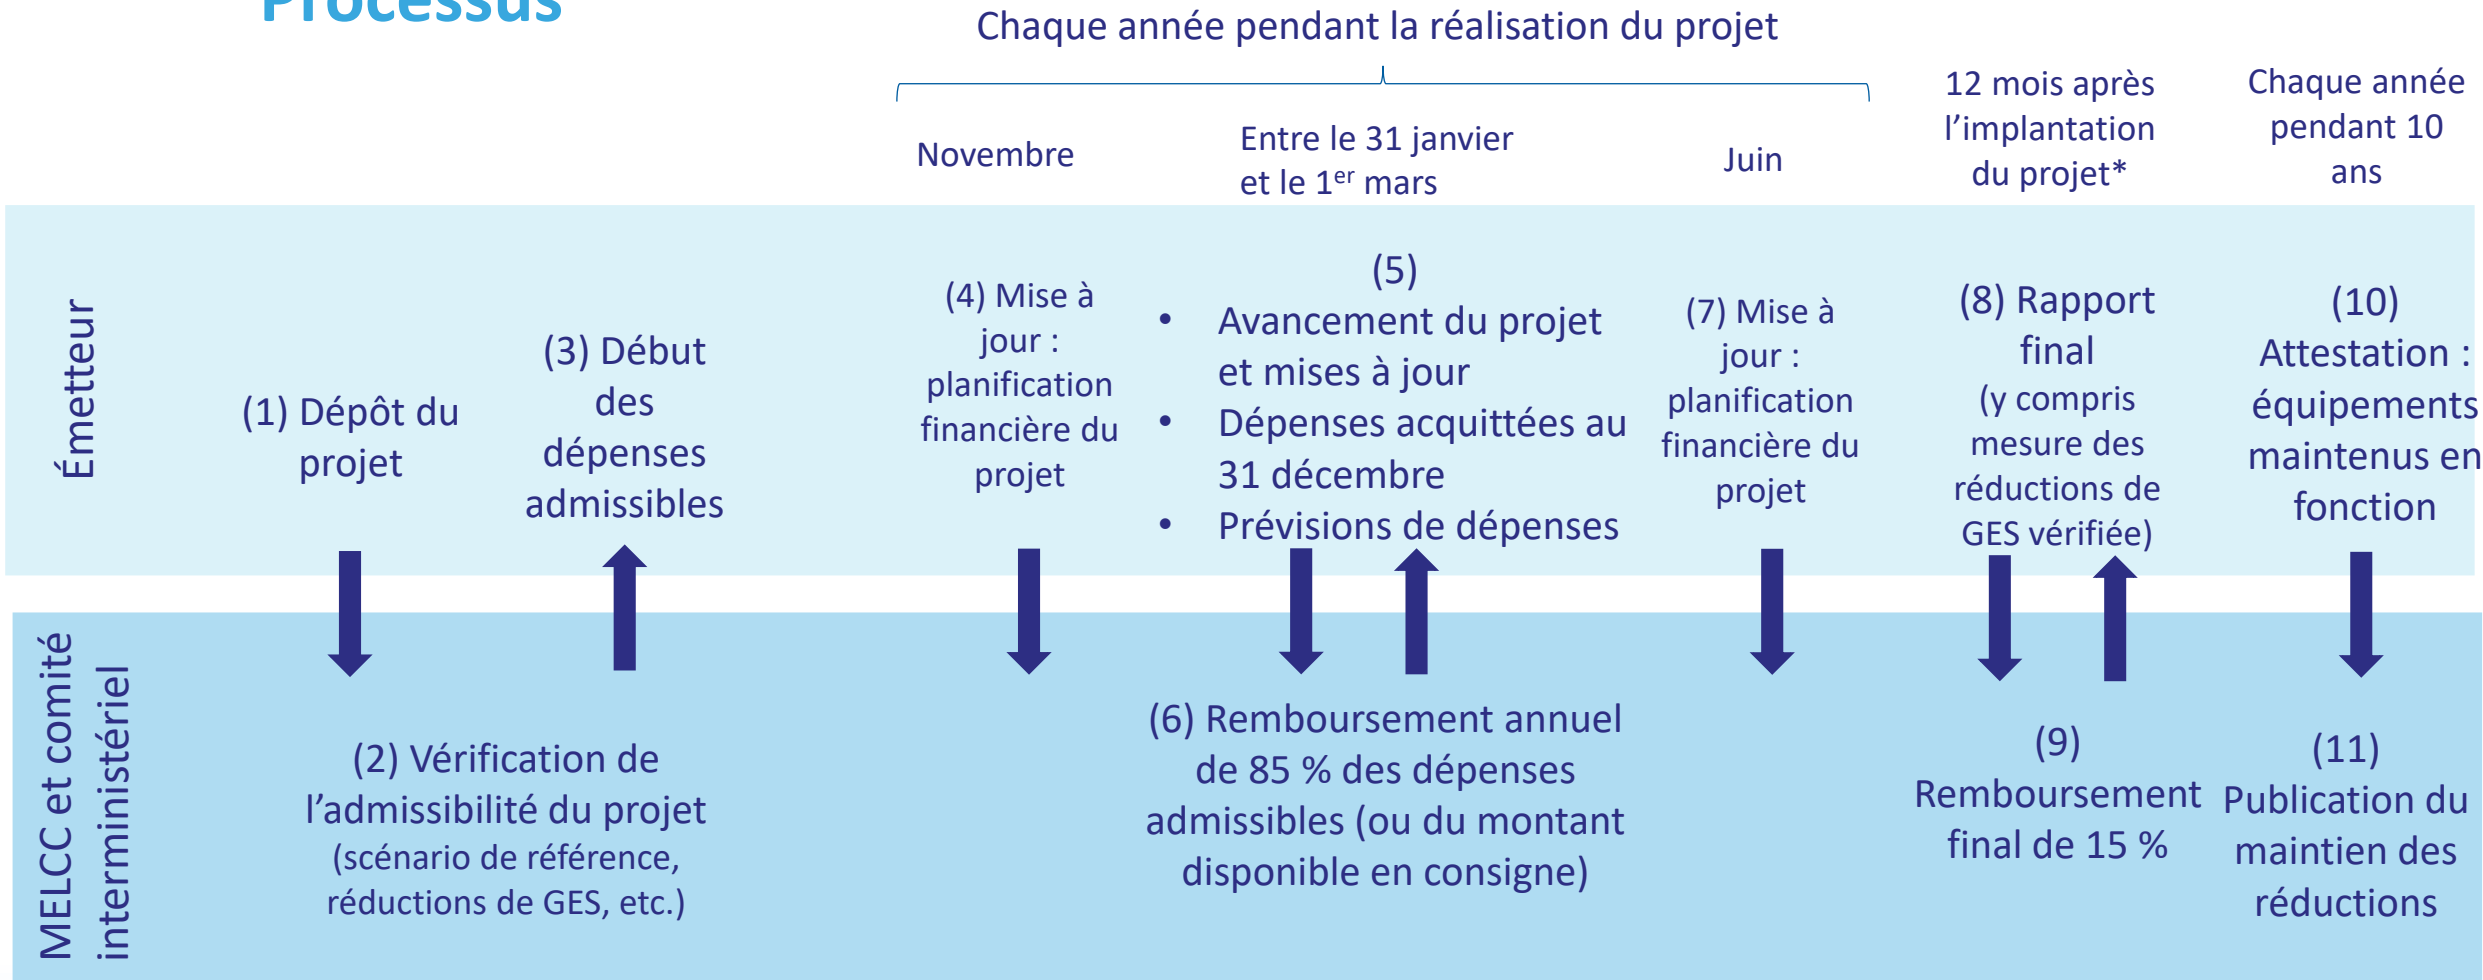 Processus
Chaque année pendant la réalisation du projet
Novembre
Entre le 31 janvier
et le 1er mars
Juin
12 mois après
l'implantation
du projet*
Chaque année
pendant 10
ans
Émetteur
(1) Dépôt du
projet
(3) Début
des
dépenses
admissibles
(4) Mise à
jour :
planification
financière du
projet
(5)
• Avancement du projet
et mises à jour
• Dépenses acquittées au
31 décembre
• Prévisions de dépenses
(7) Mise à
jour :
planification
financière du
projet
(8) Rapport
final
(y compris
mesure des
réductions de
GES vérifiée)
(10)
Attestation :
équipements
maintenus en
fonction
MELCC et comité
interministériel
(2) Vérification de
l'admissibilité du projet
(scénario de référence,
réductions de GES, etc.)
(6) Remboursement annuel
de 85 % des dépenses
admissibles (ou du montant
disponible en consigne)
(9)
Remboursement
final de 15 %
(11)
Publication du
maintien des
réductions